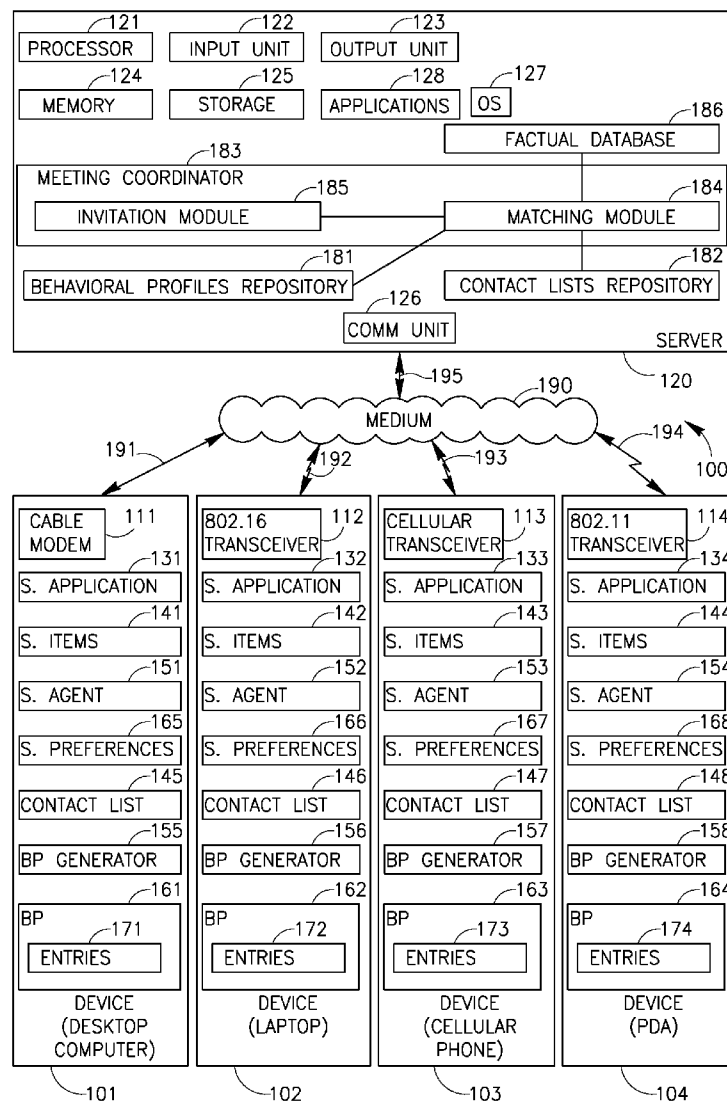 121 122 123
PROCESSOR INPUT UNIT OUTPUT UNIT
124 125 128 127
MEMORY STORAGE APPLICATIONS OS
186
FACTUAL DATABASE
183
MEETING COORDINATOR
185 184
INVITATION MODULE MATCHING MODULE
181 182
BEHAVIORAL PROFILES REPOSITORY CONTACT LISTS REPOSITORY
126
COMM UNIT
SERVER
120
195 190
MEDIUM
191 192 193 194 100
CABLE MODEM 111 802.16 TRANSCEIVER 112 CELLULAR TRANSCEIVER 113 802.11 TRANSCEIVER 114
131 132 133 134
S. APPLICATION S. APPLICATION S. APPLICATION S. APPLICATION
141 142 143 144
S. ITEMS S. ITEMS S. ITEMS S. ITEMS
151 152 153 154
S. AGENT S. AGENT S. AGENT S. AGENT
165 166 167 168
S. PREFERENCES S. PREFERENCES S. PREFERENCES S. PREFERENCES
145 146 147 148
CONTACT LIST CONTACT LIST CONTACT LIST CONTACT LIST
155 156 157 158
BP GENERATOR BP GENERATOR BP GENERATOR BP GENERATOR
161 162 163 164
BP BP BP BP
171 172 173 174
ENTRIES ENTRIES ENTRIES ENTRIES
DEVICE DEVICE DEVICE DEVICE
(DESKTOP (LAPTOP) (CELLULAR (PDA)
COMPUTER) PHONE)
101 102 103 104